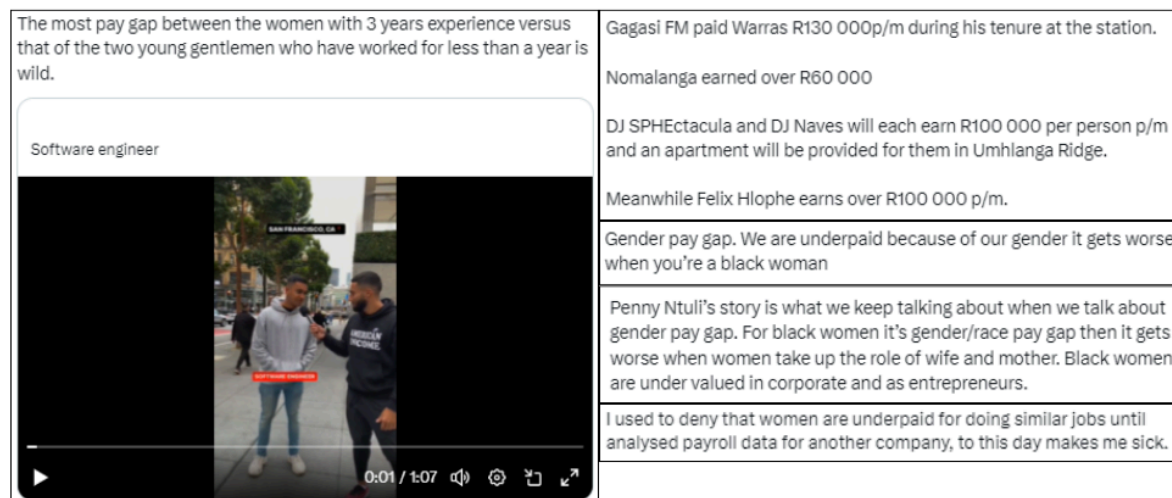 The most pay gap between the women with 3 years experience versus
that of the two young gentlemen who have worked for less than a year is
wild.
Software engineer
SAN FRANCISCO, CA
AMERICAN
INCOME
SOFTWARE ENGINEER
0:01 / 1:07
Gagasi FM paid Warras R130 000p/m during his tenure at the station.
Nomalanga earned over R60 000
DJ SPHEctacula and DJ Naves will each earn R100 000 per person p/m
and an apartment will be provided for them in Umhlanga Ridge.
Meanwhile Felix Hlophe earns over R100 000 p/m.
Gender pay gap. We are underpaid because of our gender it gets worse
when you're a black woman
Penny Ntuli's story is what we keep talking about when we talk about
gender pay gap. For black women it's gender/race pay gap then it gets
worse when women take up the role of wife and mother. Black women
are under valued in corporate and as entrepreneurs.
I used to deny that women are underpaid for doing similar jobs until
analysed payroll data for another company, to this day makes me sick.